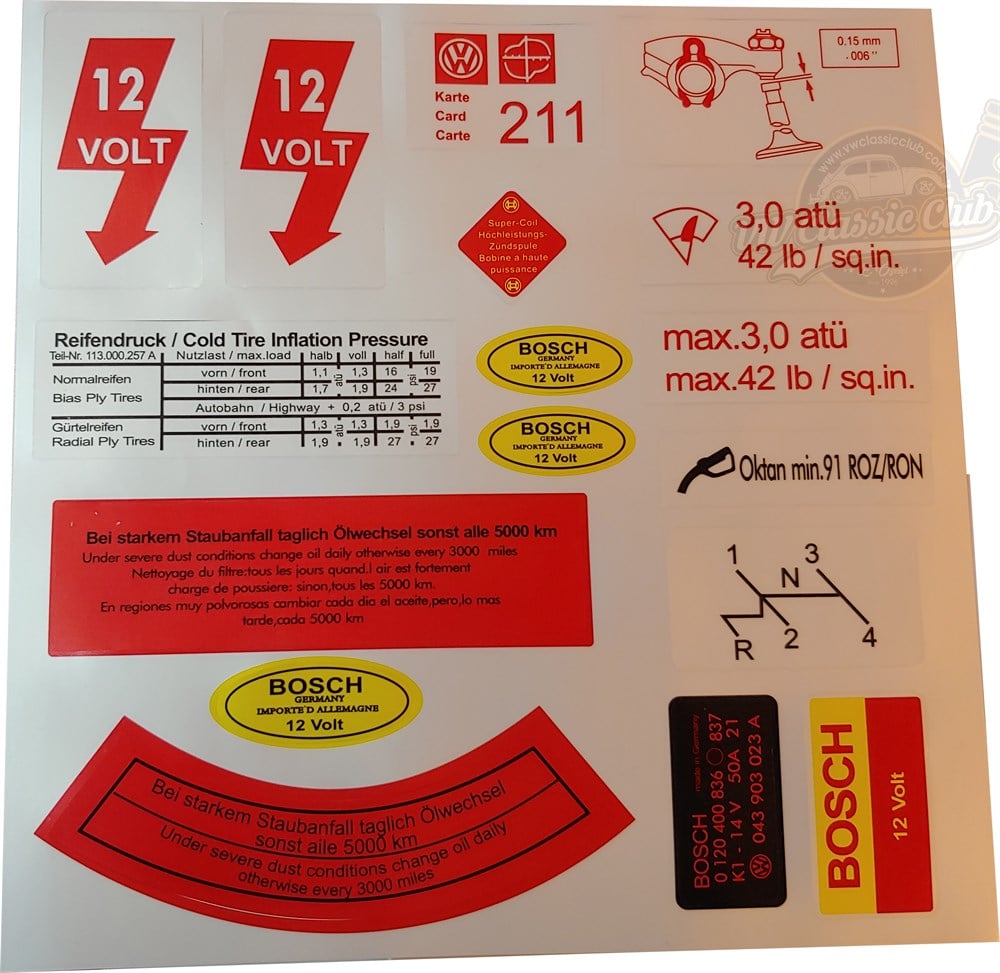 12
VOLT
12
VOLT
Karte
Card
Carte
211
0.15 mm
.006"
www.vwclassicclub.com
VW Classic Club
Super-Coil
Hochleistungs-
Zündspule
Bobine a haute
puissance
3,0 atü
42 lb / sq.in.
Reifendruck / Cold Tire Inflation Pressure
Teil-Nr. 113.000.257 A Nutzlast / max.load halb voll half full
Normalreifen vorn / front 1,1 atü 1,3 16 psi 19
Bias Ply Tires hinten / rear 1,7 1,9 24 27
Autobahn / Highway + 0,2 atü / 3 psi
Gürtelreifen vorn / front 1,3 atü 1,3 1,9 psi 1,9
Radial Ply Tires hinten / rear 1,9 1,9 27 27
BOSCH
GERMANY
IMPORTE'D ALLEMAGNE
12 Volt
max.3,0 atü
max.42 lb / sq.in.
BOSCH
GERMANY
IMPORTE'D ALLEMAGNE
12 Volt
Oktan min.91 ROZ/RON
Bei starkem Staubanfall taglich Ölwechsel sonst alle 5000 km
Under severe dust conditions change oil daily otherwise every 3000 miles
Nettoyage du filtre:tous les jours quand.l air est fortement
charge de poussiere: sinon,tous les 5000 km.
En regiones muy polvorosas cambiar cada dia el aceite,pero,lo mas
tarde,cada 5000 km
1 3
N
R 2 4
BOSCH
GERMANY
IMPORTE'D ALLEMAGNE
12 Volt
Bei starkem Staubanfall taglich Ölwechsel
sonst alle 5000 km
Under severe dust conditions change oil daily
otherwise every 3000 miles
made in Germany
BOSCH
0 120 400 836 837
K1 - 14 V 50A 21
043 903 023 A
BOSCH
12 Volt